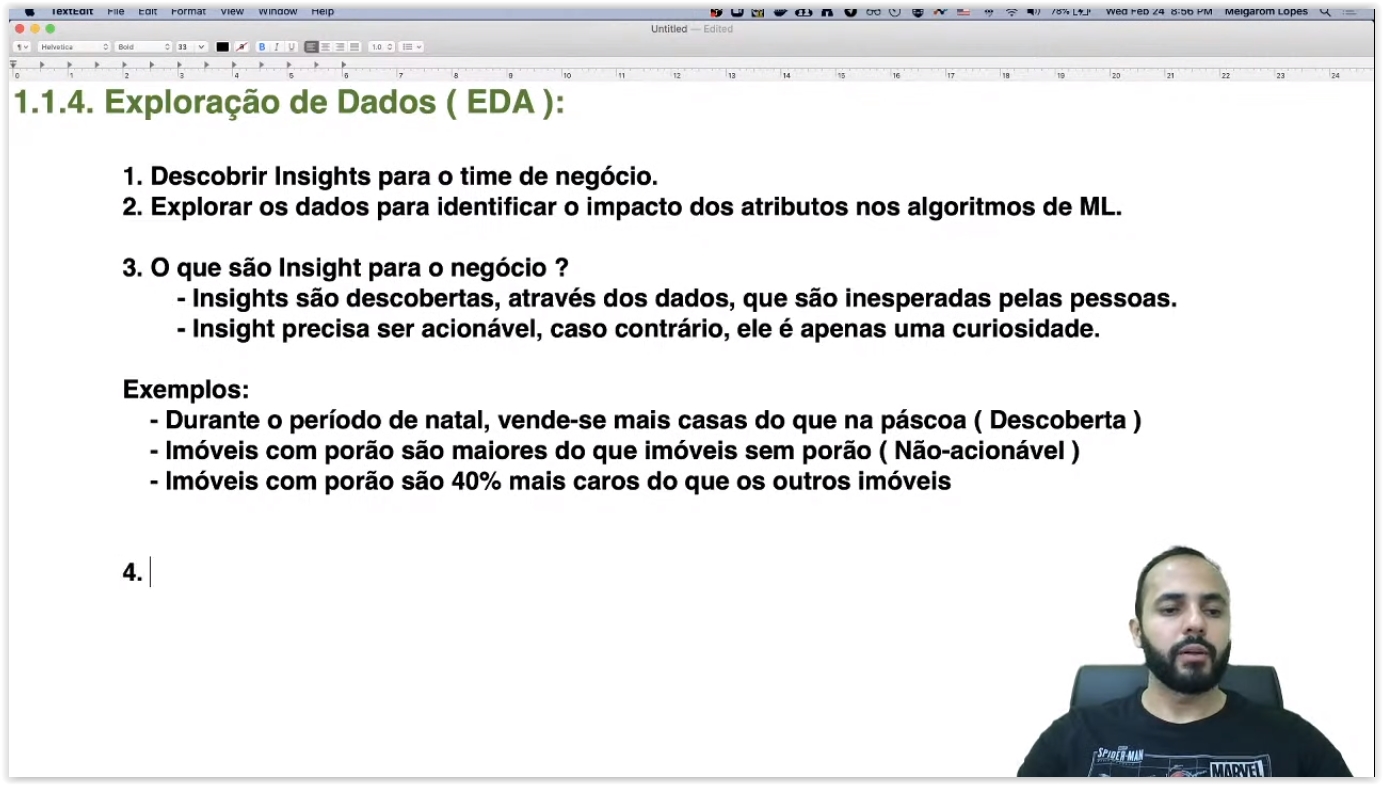 TextEdit File Edit Format View Window Help 78% Wed Feb 24 8:56 PM Meigarom Lopes
Untitled — Edited
Helvetica Bold 33 B I U 1.0
0 1 2 3 4 5 6 7 8 9 10 11 12 13 14 15 16 17 18 19 20 21 22 23 24
1.1.4. Exploração de Dados ( EDA ):
1. Descobrir Insights para o time de negócio.
2. Explorar os dados para identificar o impacto dos atributos nos algoritmos de ML.
3. O que são Insight para o negócio ?
- Insights são descobertas, através dos dados, que são inesperadas pelas pessoas.
- Insight precisa ser acionável, caso contrário, ele é apenas uma curiosidade.
Exemplos:
- Durante o período de natal, vende-se mais casas do que na páscoa ( Descoberta )
- Imóveis com porão são maiores do que imóveis sem porão ( Não-acionável )
- Imóveis com porão são 40% mais caros do que os outros imóveis
4.
SPIDER-MAN
MARVEL